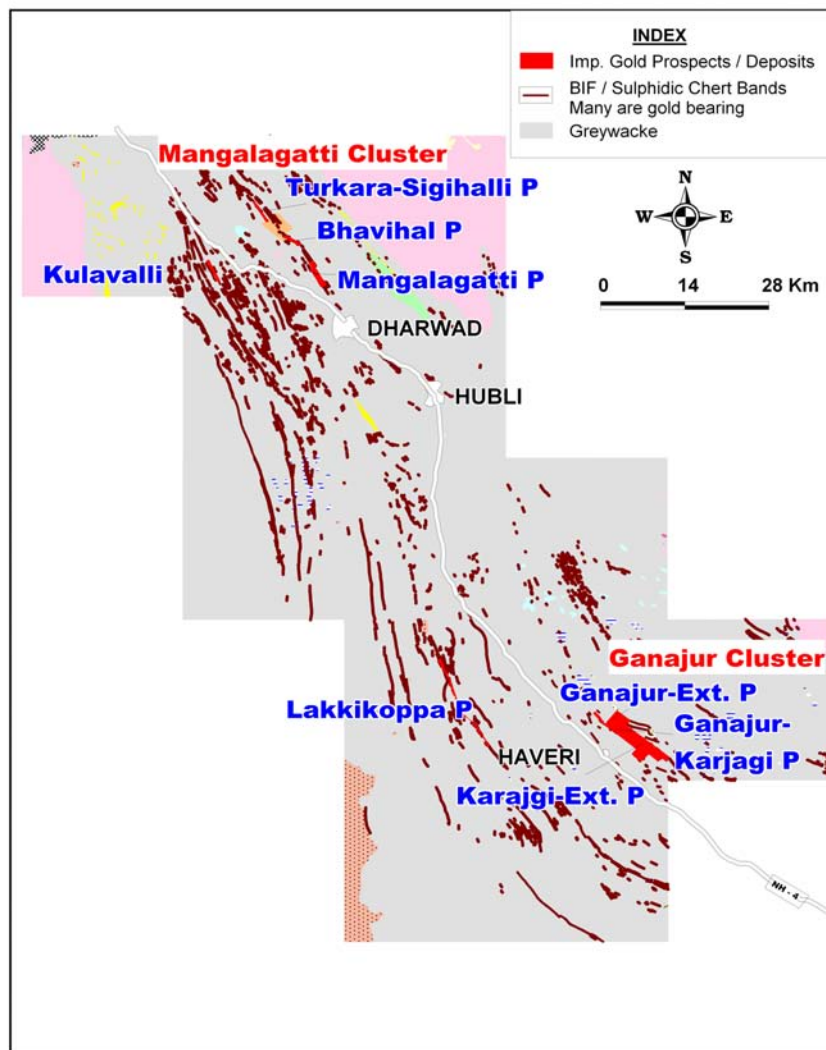 INDEX
Imp. Gold Prospects / Deposits
BIF / Sulphidic Chert Bands
Many are gold bearing
Greywacke
Mangalagatti Cluster
Turkara-Sigihalli P
Bhavihal P
Kulavalli
Mangalagatti P
N
W
E
S
0 14 28 Km
DHARWAD
HUBLI
Ganajur Cluster
Ganajur-Ext. P
Lakkikoppa P
Ganajur-
Karjagi P
HAVERI
Karajgi-Ext. P
NH - 4